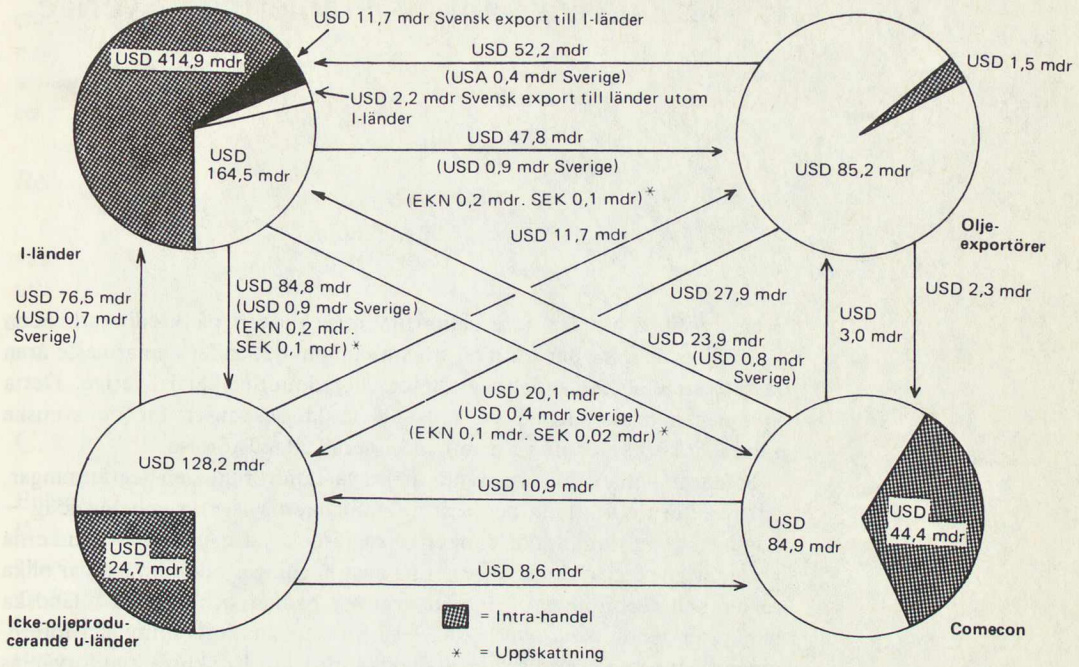 USD 11,7 mdr Svensk export till I-länder
USD 414,9 mdr
USD 52,2 mdr
(USA 0,4 mdr Sverige)
USD 1,5 mdr
USD 2,2 mdr Svensk export till länder utom
I-länder
USD 47,8 mdr
(USD 0,9 mdr Sverige)
USD
164,5 mdr
USD 85,2 mdr
(EKN 0,2 mdr. SEK 0,1 mdr) *
USD 11,7 mdr
Olje-
exportörer
I-länder
USD 76,5 mdr
(USD 0,7 mdr
Sverige)
USD 84,8 mdr
(USD 0,9 mdr Sverige)
(EKN 0,2 mdr.
SEK 0,1 mdr) *
USD 27,9 mdr
USD 2,3 mdr
USD
3,0 mdr
USD 23,9 mdr
(USD 0,8 mdr
Sverige)
USD 20,1 mdr
(USD 0,4 mdr Sverige)
(EKN 0,1 mdr. SEK 0,02 mdr) *
USD 128,2 mdr
USD 10,9 mdr
USD
84,9 mdr
USD
44,4 mdr
USD
24,7 mdr
USD 8,6 mdr
Icke-oljeprodu-
cerande u-länder
= Intra-handel
Comecon
* = Uppskattning